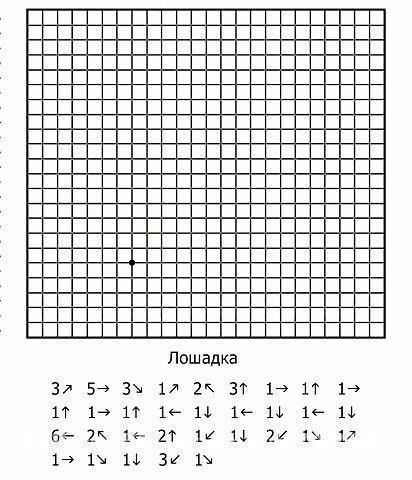 Лошадка
3↗ 5→ 3↘ 1↗ 2↖ 3↑ 1→ 1↑ 1→
1↑ 1→ 1↑ 1← 1↓ 1← 1↓ 1← 1↓
6← 2↖ 1← 2↑ 1↙ 1↓ 2↙ 1↘ 1↗
1→ 1↘ 1↓ 3↙ 1↘